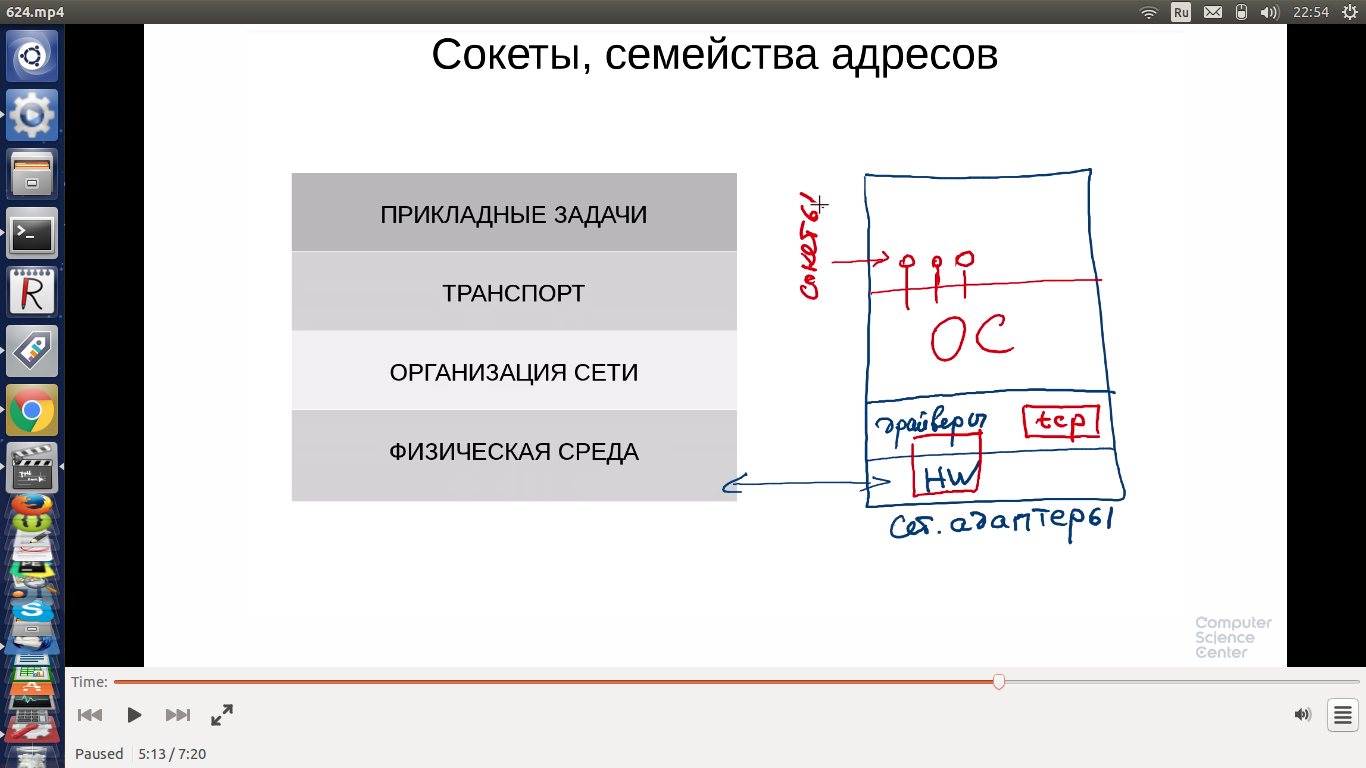 624.mp4
Ru
22:54
Сокеты, семейства адресов
ПРИКЛАДНЫЕ ЗАДАЧИ
ТРАНСПОРТ
ОРГАНИЗАЦИЯ СЕТИ
ФИЗИЧЕСКАЯ СРЕДА
сокеты
ОС
драйверы
tcp
HW
сет. адаптеры
Computer
Science
Center
Time:
Paused
5:13 / 7:20